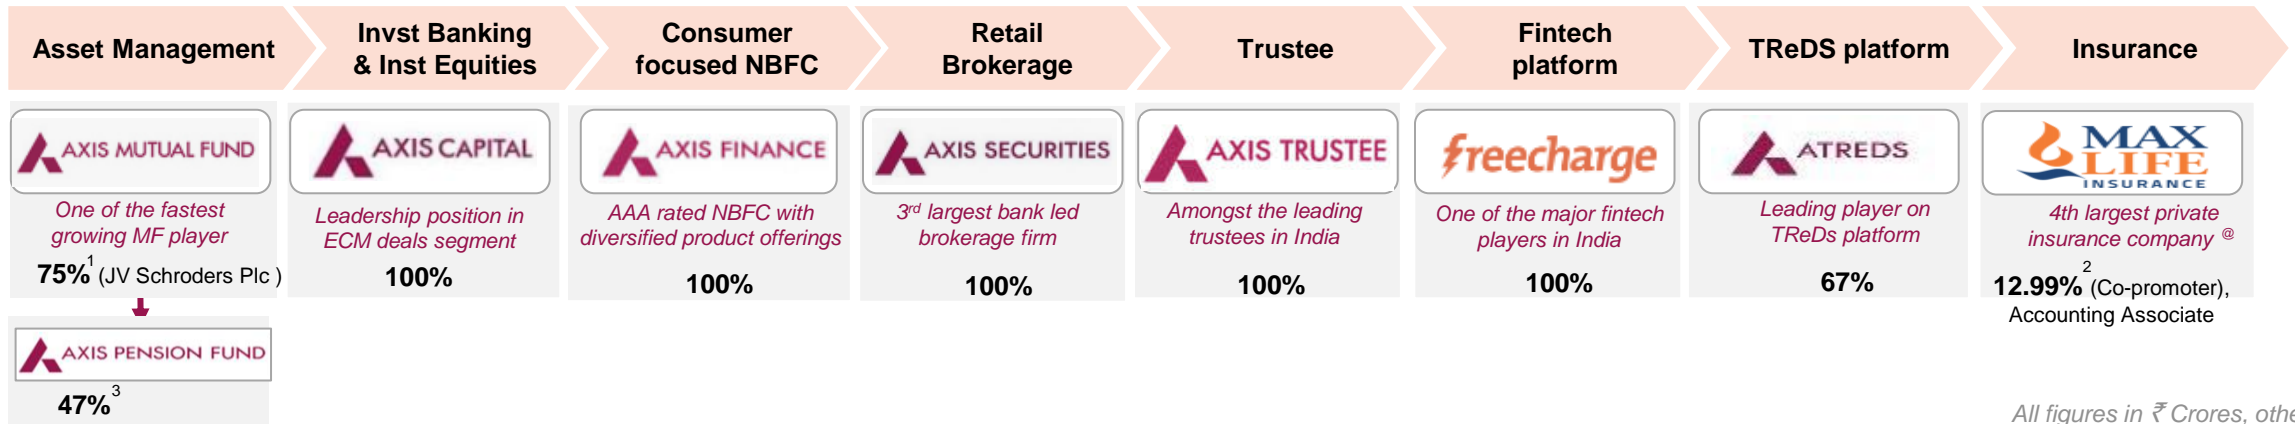 Asset Management
Invst Banking
& Inst Equities
Consumer
focused NBFC
Retail
Brokerage
Trustee
Fintech
platform
TReDS platform
Insurance
AXIS MUTUAL FUND
One of the fastest
growing MF player
75%1 (JV Schroders Plc )
AXIS PENSION FUND
47%3
AXIS CAPITAL
Leadership position in
ECM deals segment
100%
AXIS FINANCE
AAA rated NBFC with
diversified product offerings
100%
AXIS SECURITIES
3rd largest bank led
brokerage firm
100%
AXIS TRUSTEE
Amongst the leading
trustees in India
100%
freecharge
One of the major fintech
players in India
100%
ATREDS
Leading player on
TReDs platform
67%
MAX
LIFE
INSURANCE
4th largest private
insurance company @
12.99%2 (Co-promoter),
Accounting Associate
All figures in ₹ Crores, othe